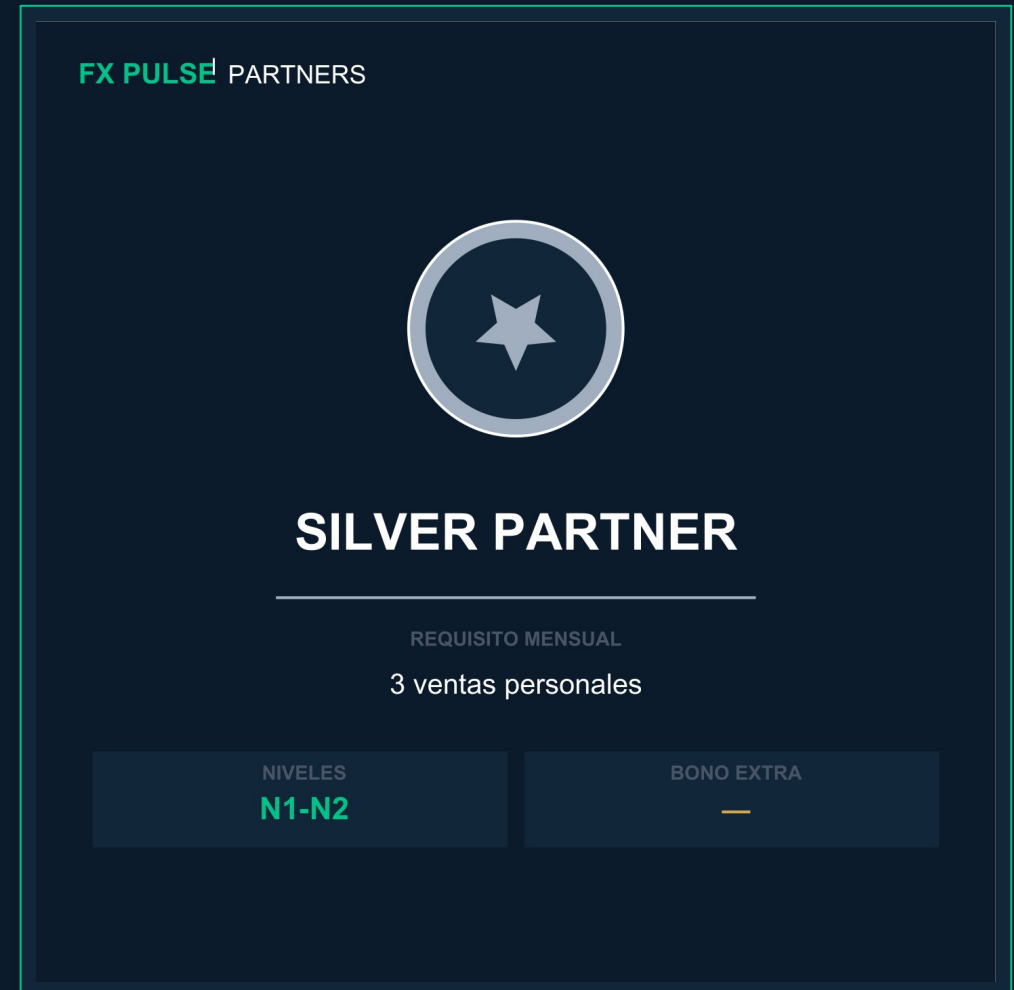 FX PULSE PARTNERS
SILVER PARTNER
REQUISITO MENSUAL
3 ventas personales
NIVELES
N1-N2
BONO EXTRA
—